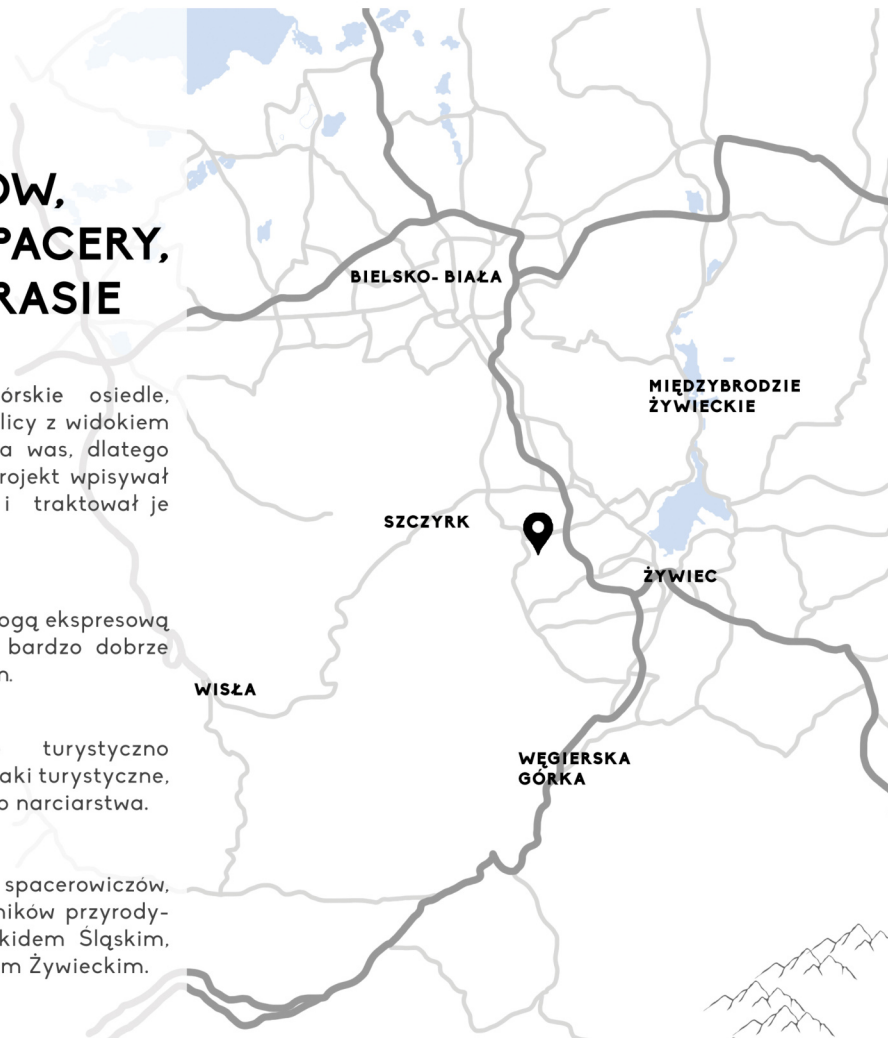 ÓW,
PACERY,
RASIE
órskie osiedle,
licy z widokiem
a was, dlatego
rojekt wpisywał
i traktował je
ogą ekspresową
bardzo dobrze
n.
turystyczno
aki turystyczne,
o narciarstwa.
spacerowiczów,
ników przyrody-
kidem Śląskim,
m Żywieckim.
BIELSKO- BIAŁA
MIĘDZYBRODZIE
ŻYWIECKIE
SZCZYRK
ŻYWIEC
WISŁA
WĘGIERSKA
GÓRKA